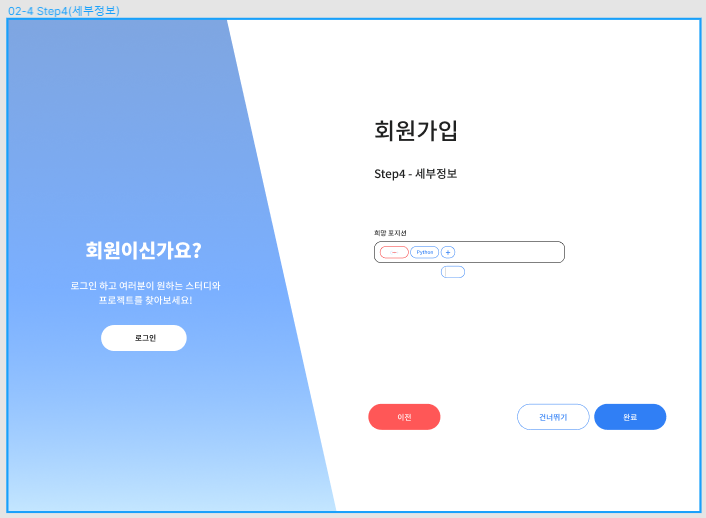 02-4 Step4(세부정보)
회원이신가요?
로그인 하고 여러분이 원하는 스터디와
프로젝트를 찾아보세요!
로그인
회원가입
Step4 - 세부정보
희망 포지션
Python
이전
건너뛰기
완료